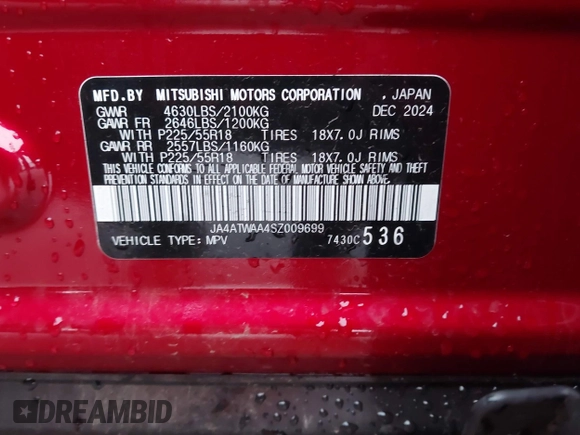 MFD.BY MITSUBISHI MOTORS CORPORATION , JAPAN
GVWR 4630LBS/2100KG DEC 2024
GAWR FR 2646LBS/1200KG
WITH P225/55R18 TIRES 18X7.0J RIMS
GAWR RR 2557LBS/1160KG
WITH P225/55R18 TIRES 18X7.0J RIMS
THIS VEHICLE CONFORMS TO ALL APPLICABLE FEDERAL MOTOR VEHICLE SAFETY AND THEFT
PREVENTION STANDARDS IN EFFECT ON THE DATE OF MANUFACTURE SHOWN ABOVE.
JA4ATWAA4SZ009699
VEHICLE TYPE:MPV 7430C536
DREAMBID